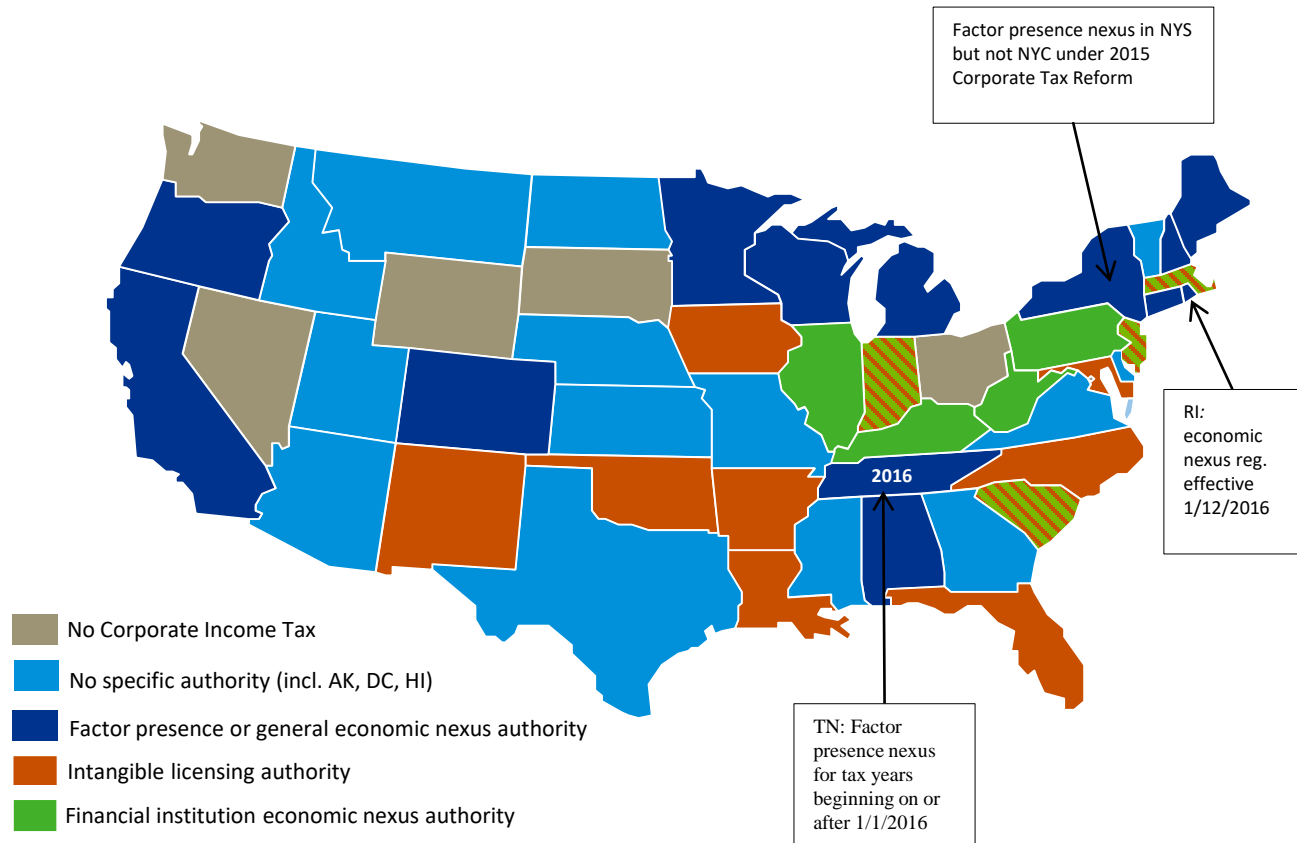 Factor presence nexus in NYS
but not NYC under 2015
Corporate Tax Reform
RI:
economic
nexus reg.
effective
1/12/2016
2016
No Corporate Income Tax
No specific authority (incl. AK, DC, HI)
Factor presence or general economic nexus authority
Intangible licensing authority
Financial institution economic nexus authority
TN: Factor
presence nexus
for tax years
beginning on or
after 1/1/2016